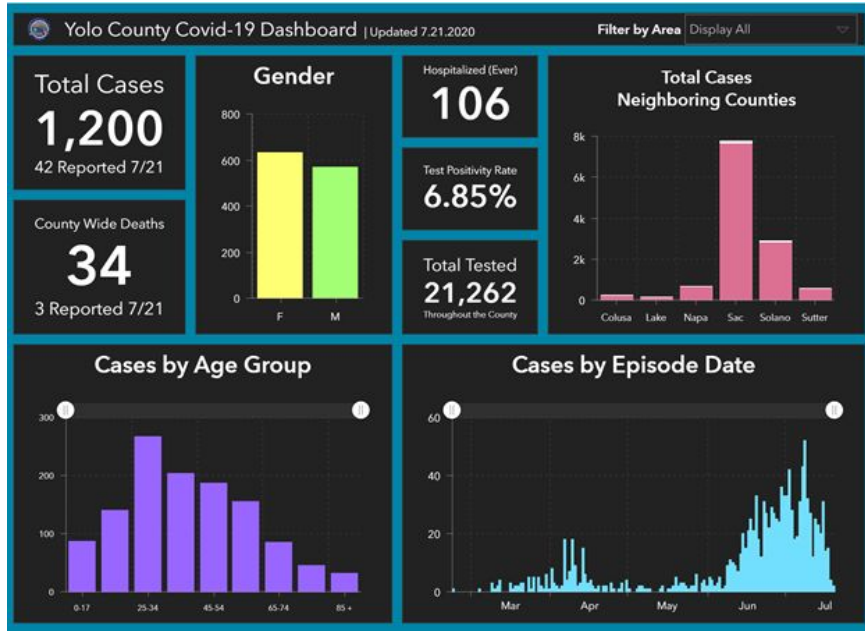 Yolo County Covid-19 Dashboard | Updated 7.21.2020
Filter by Area Display All
Total Cases
1,200
42 Reported 7/21
County Wide Deaths
34
3 Reported 7/21
Gender
800
600
400
200
0
F M
Hospitalized (Ever)
106
Test Positivity Rate
6.85%
Total Tested
21,262
Throughout the County
Total Cases
Neighboring Counties
8k
6k
4k
2k
0
Colusa Lake Napa Sac Solano Sutter
Cases by Age Group
300
200
100
0
0-17 25-34 45-54 65-74 85+
Cases by Episode Date
60
40
20
0
Mar Apr May Jun Jul